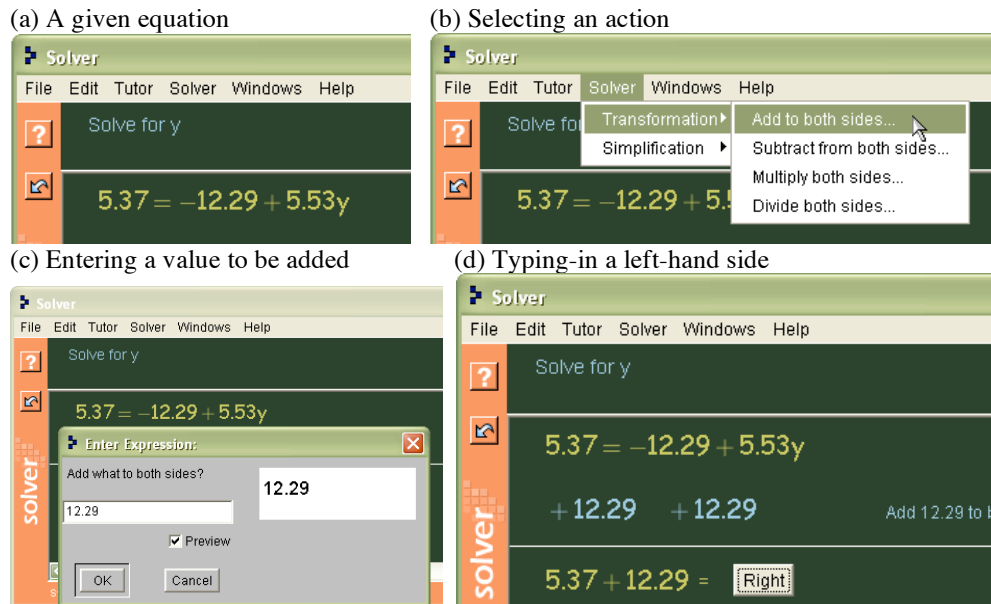 (a) A given equation
Solver
File Edit Tutor Solver Windows Help
?
Solve for y
5.37 = −12.29 + 5.53y
(b) Selecting an action
Solver
File Edit Tutor Solver Windows Help
?
Solve for
Transformation
Simplification
Add to both sides...
Subtract from both sides...
Multiply both sides...
Divide both sides...
5.37 = −12.29 + 5.
(c) Entering a value to be added
Solver
File Edit Tutor Solver Windows Help
?
Solve for y
5.37 = −12.29 + 5.53y
solver
Enter Expression:
Add what to both sides?
12.29
12.29
Preview
OK Cancel
(d) Typing-in a left-hand side
Solver
File Edit Tutor Solver Windows Help
?
Solve for y
5.37 = −12.29 + 5.53y
+ 12.29 + 12.29 Add 12.29 to
solver
5.37 + 12.29 = Right